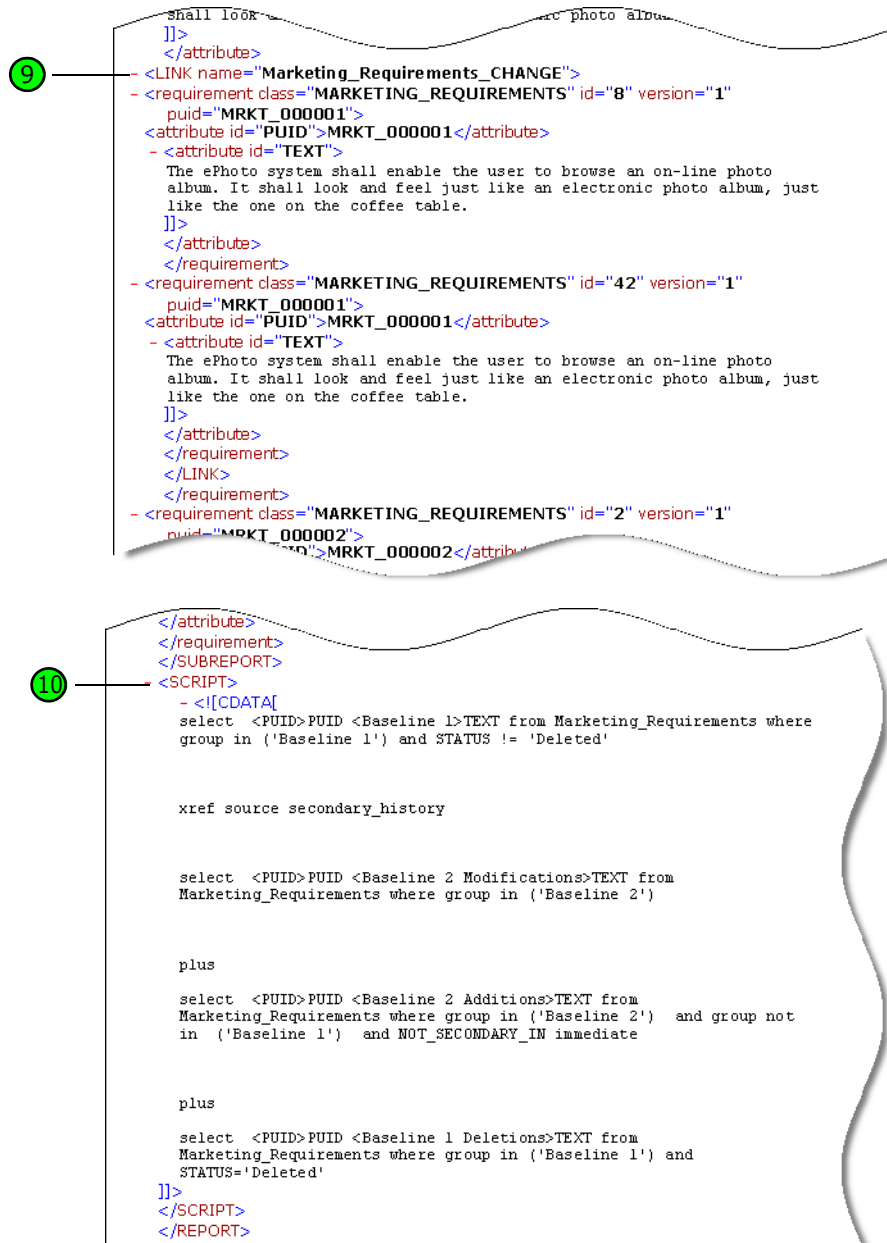 shall look
photo
]]>
</attribute>
9
- <LINK name="Marketing_Requirements_CHANGE">
- <requirement class="MARKETING_REQUIREMENTS" id="8" version="1"
puid="MRKT_000001">
<attribute id="PUID">MRKT_000001</attribute>
- <attribute id="TEXT">
The ePhoto system shall enable the user to browse an on-line photo
album. It shall look and feel just like an electronic photo album, just
like the one on the coffee table.
]]>
</attribute>
</requirement>
- <requirement class="MARKETING_REQUIREMENTS" id="42" version="1"
puid="MRKT_000001">
<attribute id="PUID">MRKT_000001</attribute>
- <attribute id="TEXT">
The ePhoto system shall enable the user to browse an on-line photo
album. It shall look and feel just like an electronic photo album, just
like the one on the coffee table.
]]>
</attribute>
</requirement>
</LINK>
</requirement>
- <requirement class="MARKETING_REQUIREMENTS" id="2" version="1"
puid="MRKT_000002">
">MRKT_000002</attribu
</attribute>
</requirement>
</SUBREPORT>
10
- <SCRIPT>
- <![CDATA[
select  <PUID>PUID <Baseline 1>TEXT from Marketing_Requirements where
group in ('Baseline 1') and STATUS != 'Deleted'
xref source secondary_history
select  <PUID>PUID <Baseline 2 Modifications>TEXT from
Marketing_Requirements where group in ('Baseline 2')
plus
select  <PUID>PUID <Baseline 2 Additions>TEXT from
Marketing_Requirements where group in ('Baseline 2')  and group not
in  ('Baseline 1')  and NOT_SECONDARY_IN immediate
plus
select  <PUID>PUID <Baseline 1 Deletions>TEXT from
Marketing_Requirements where group in ('Baseline 1') and
STATUS='Deleted'
]]>
</SCRIPT>
</REPORT>